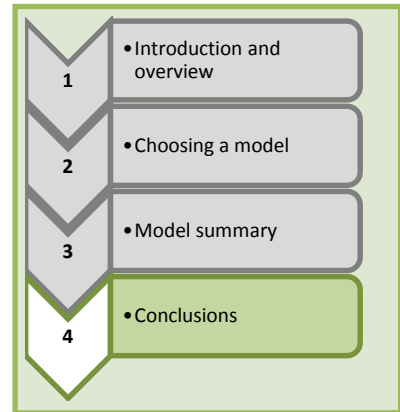 1
•Introduction and
overview
2
•Choosing a model
3
•Model summary
4
•Conclusions